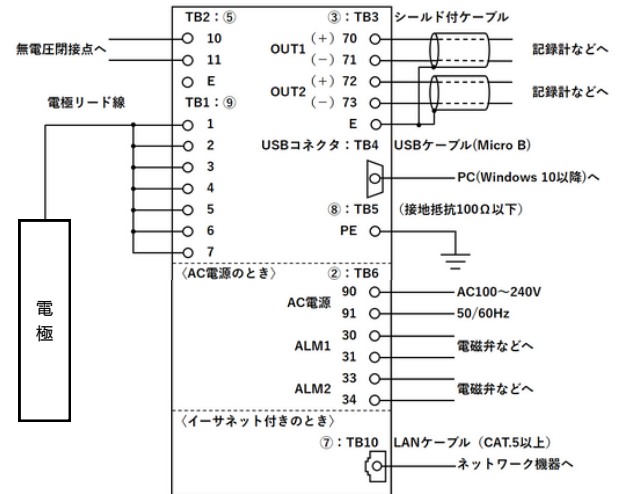 TB2：⑤
③：TB3 シールド付ケーブル
無電圧閉接点へ
10
11
E
OUT1
(+) 70
(−) 71
記録計などへ
OUT2
(+) 72
(−) 73
記録計などへ
E
電極リード線
TB1：⑨
1
2
3
4
5
6
7
電極
USBコネクタ：TB4 USBケーブル(Micro B)
PC(Windows 10以降)へ
⑧：TB5 (接地抵抗100Ω以下)
PE
〈AC電源のとき〉
②：TB6
AC電源
90 AC100～240V
91 50/60Hz
ALM1
30
31
電磁弁などへ
ALM2
33
34
電磁弁などへ
〈イーサネット付きのとき〉
⑦：TB10 LANケーブル（CAT.5以上）
ネットワーク機器へ